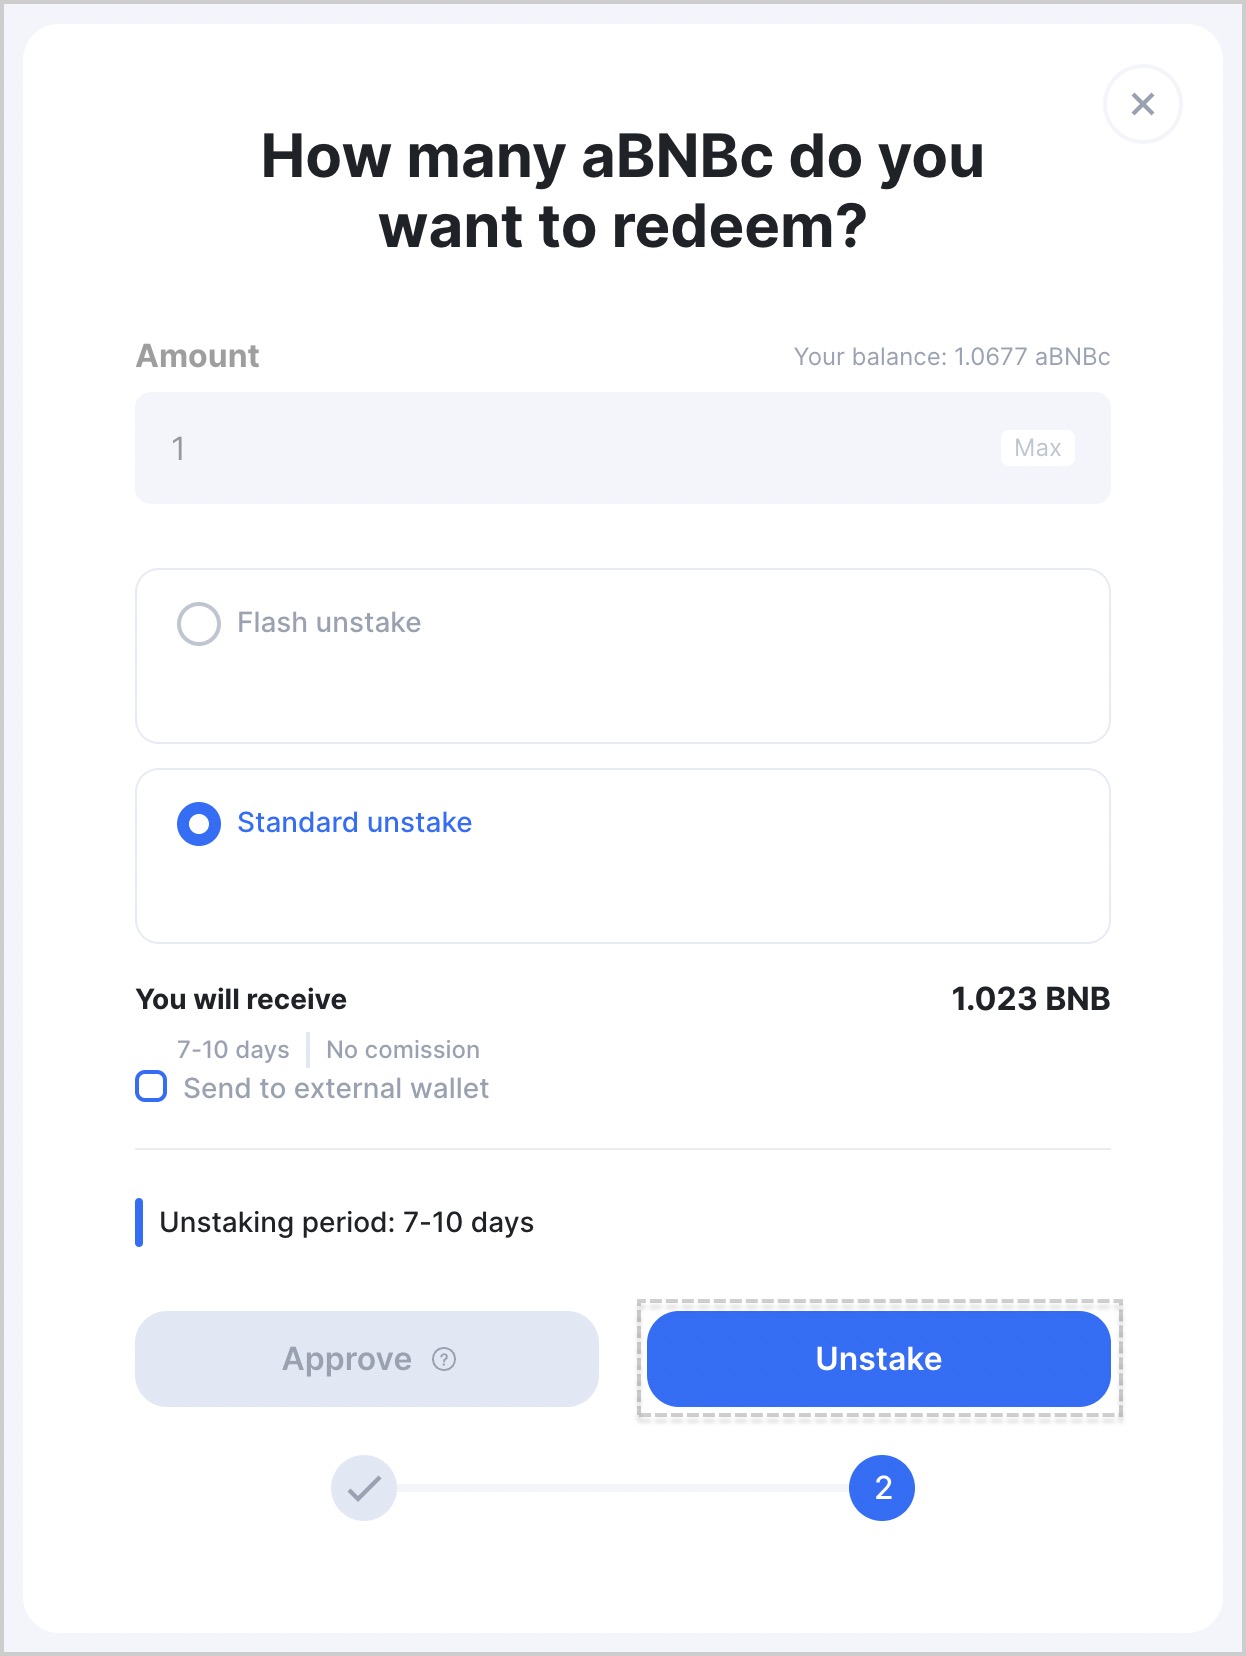 How many aBNBc do you
want to redeem?
Amount
Your balance: 1.0677 aBNBc
1
Max
Flash unstake
Standard unstake
You will receive
1.023 BNB
7-10 days
No comission
Send to external wallet
Unstaking period: 7-10 days
Approve ?
Unstake
2